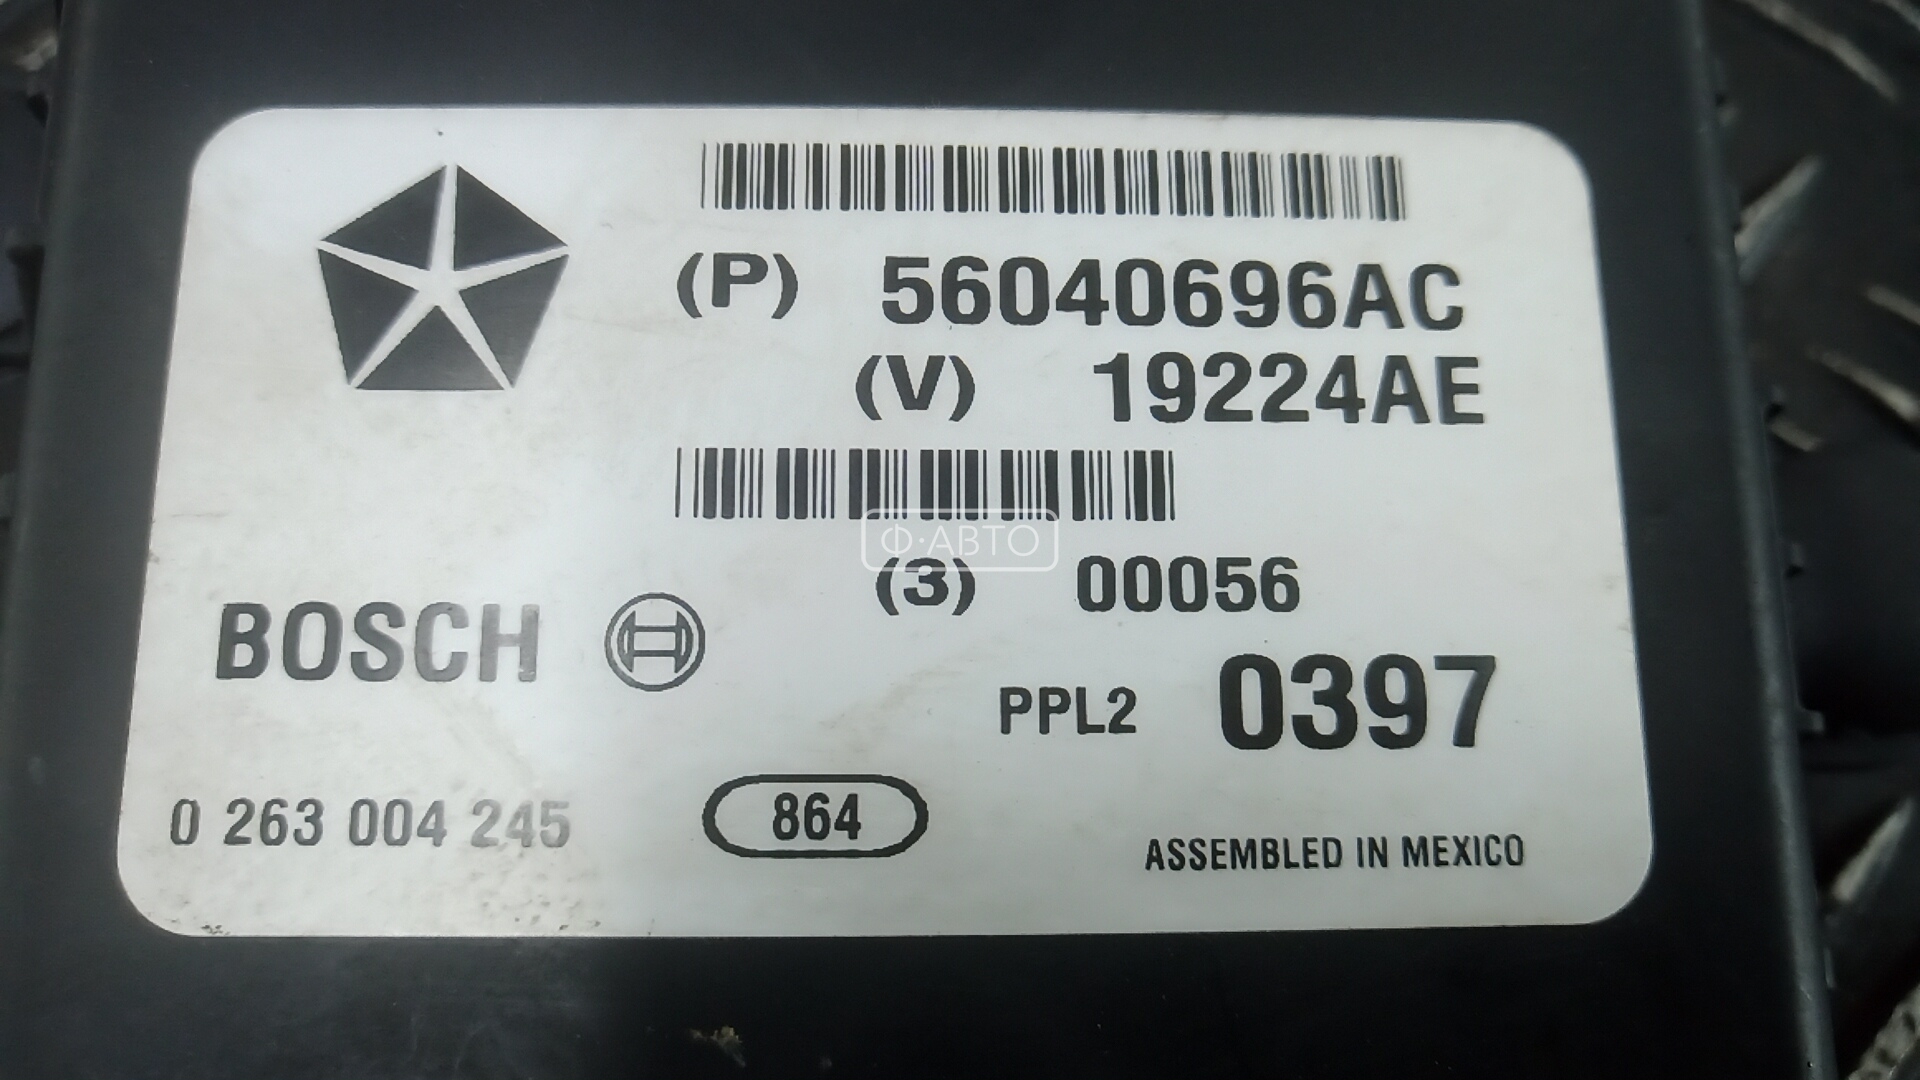 (P) 56040696AC
(V) 19224AE
Ф·АВТО
(3) 00056
BOSCH
PPL2 0397
0 263 004 245
864
ASSEMBLED IN MEXICO